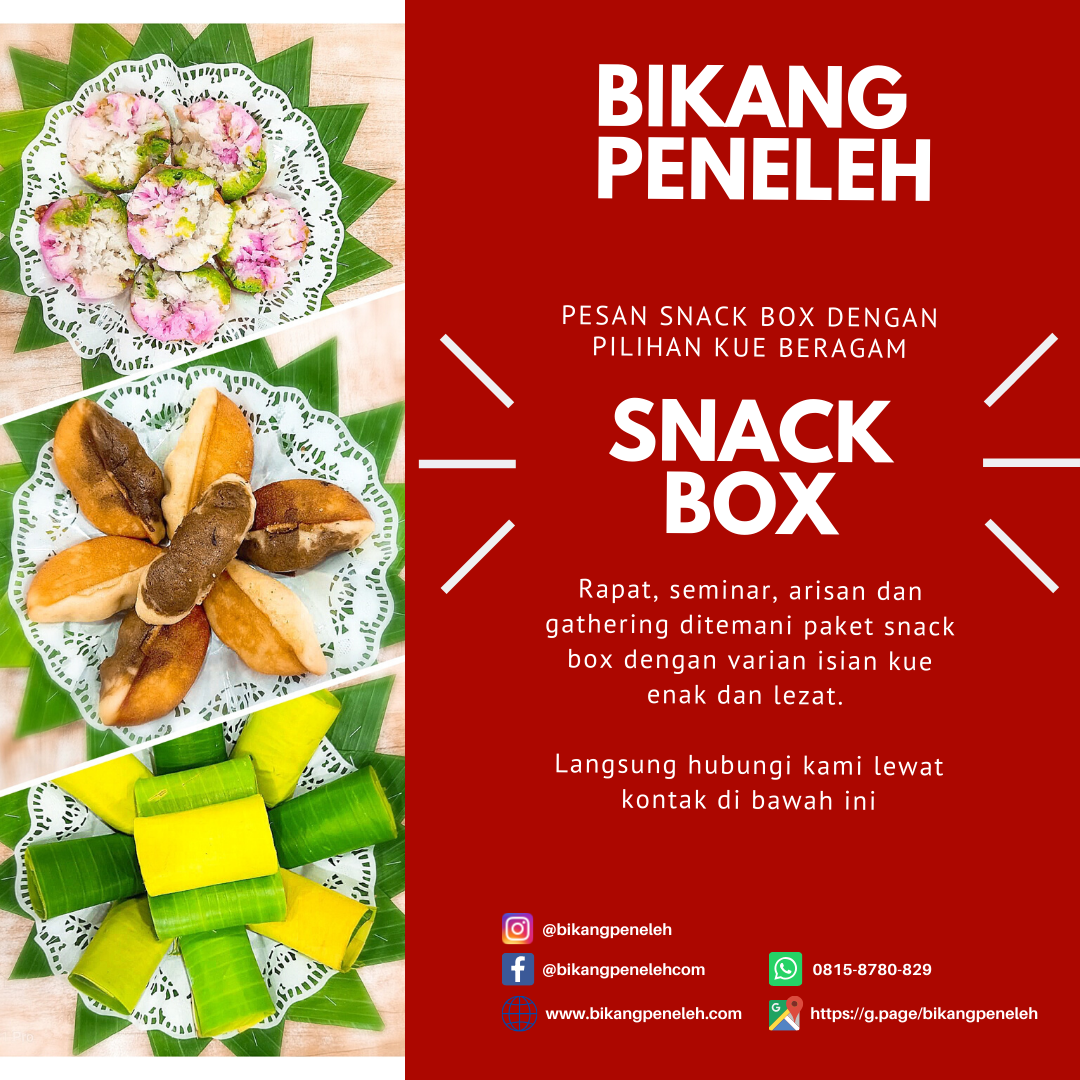 BIKANG
PENELEH
PESAN SNACK BOX DENGAN
PILIHAN KUE BERAGAM
SNACK
BOX
Rapat, seminar, arisan dan
gathering ditemani paket snack
box dengan varian isian kue
enak dan lezat.
Langsung hubungi kami lewat
kontak di bawah ini
@bikangpeneleh
@bikangpenelehcom
0815-8780-829
www.bikangpeneleh.com
https://g.page/bikangpeneleh